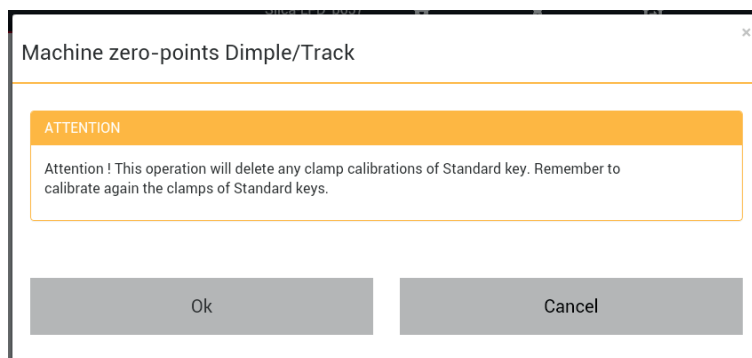 ×
Machine zero-points Dimple/Track
ATTENTION
Attention ! This operation will delete any clamp calibrations of Standard key. Remember to
calibrate again the clamps of Standard keys.
Ok
Cancel